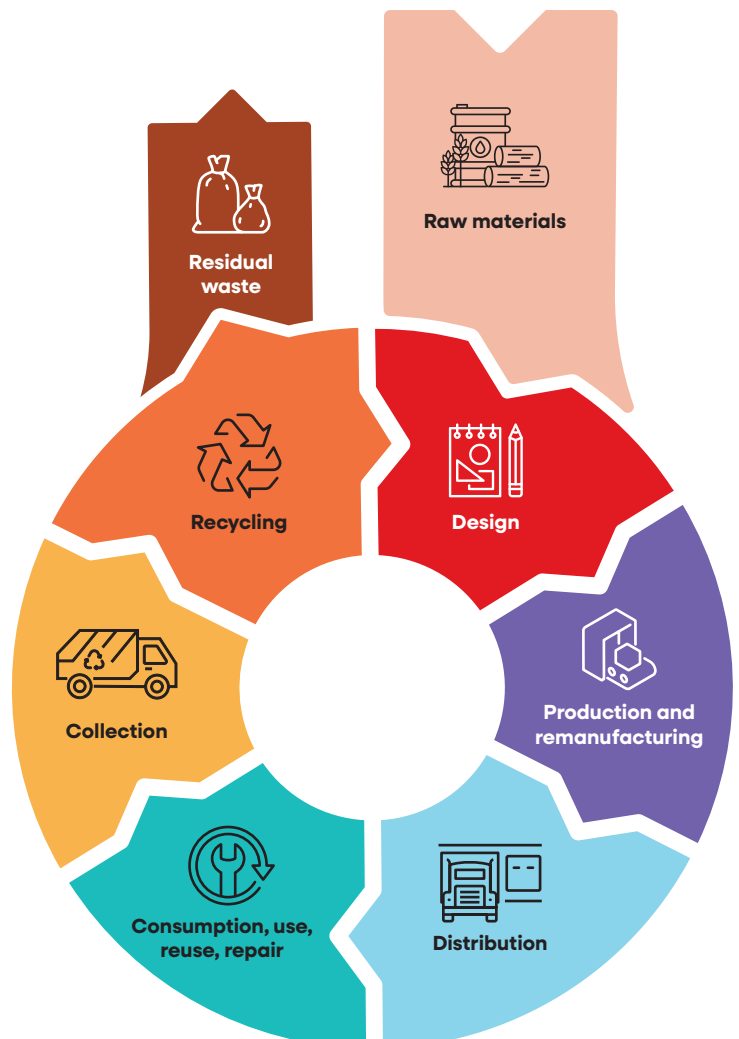 Raw materials
Residual
waste
Recycling
Design
Production and
remanufacturing
Collection
Consumption, use,
reuse, repair
Distribution